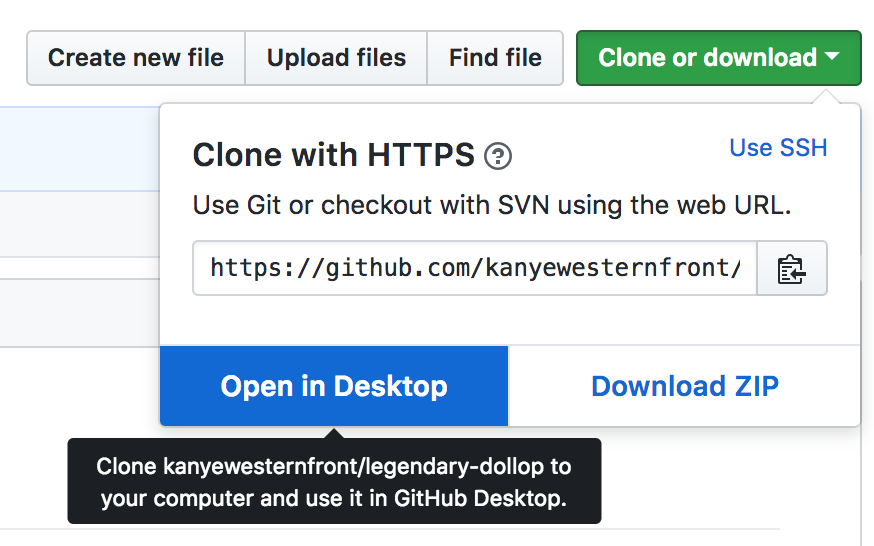 Create new file
Upload files
Find file
Clone or download
Clone with HTTPS
Use SSH
Use Git or checkout with SVN using the web URL.
https://github.com/kanyewesternfront/
Open in Desktop
Download ZIP
Clone kanyewesternfront/legendary-dollop to
your computer and use it in GitHub Desktop.